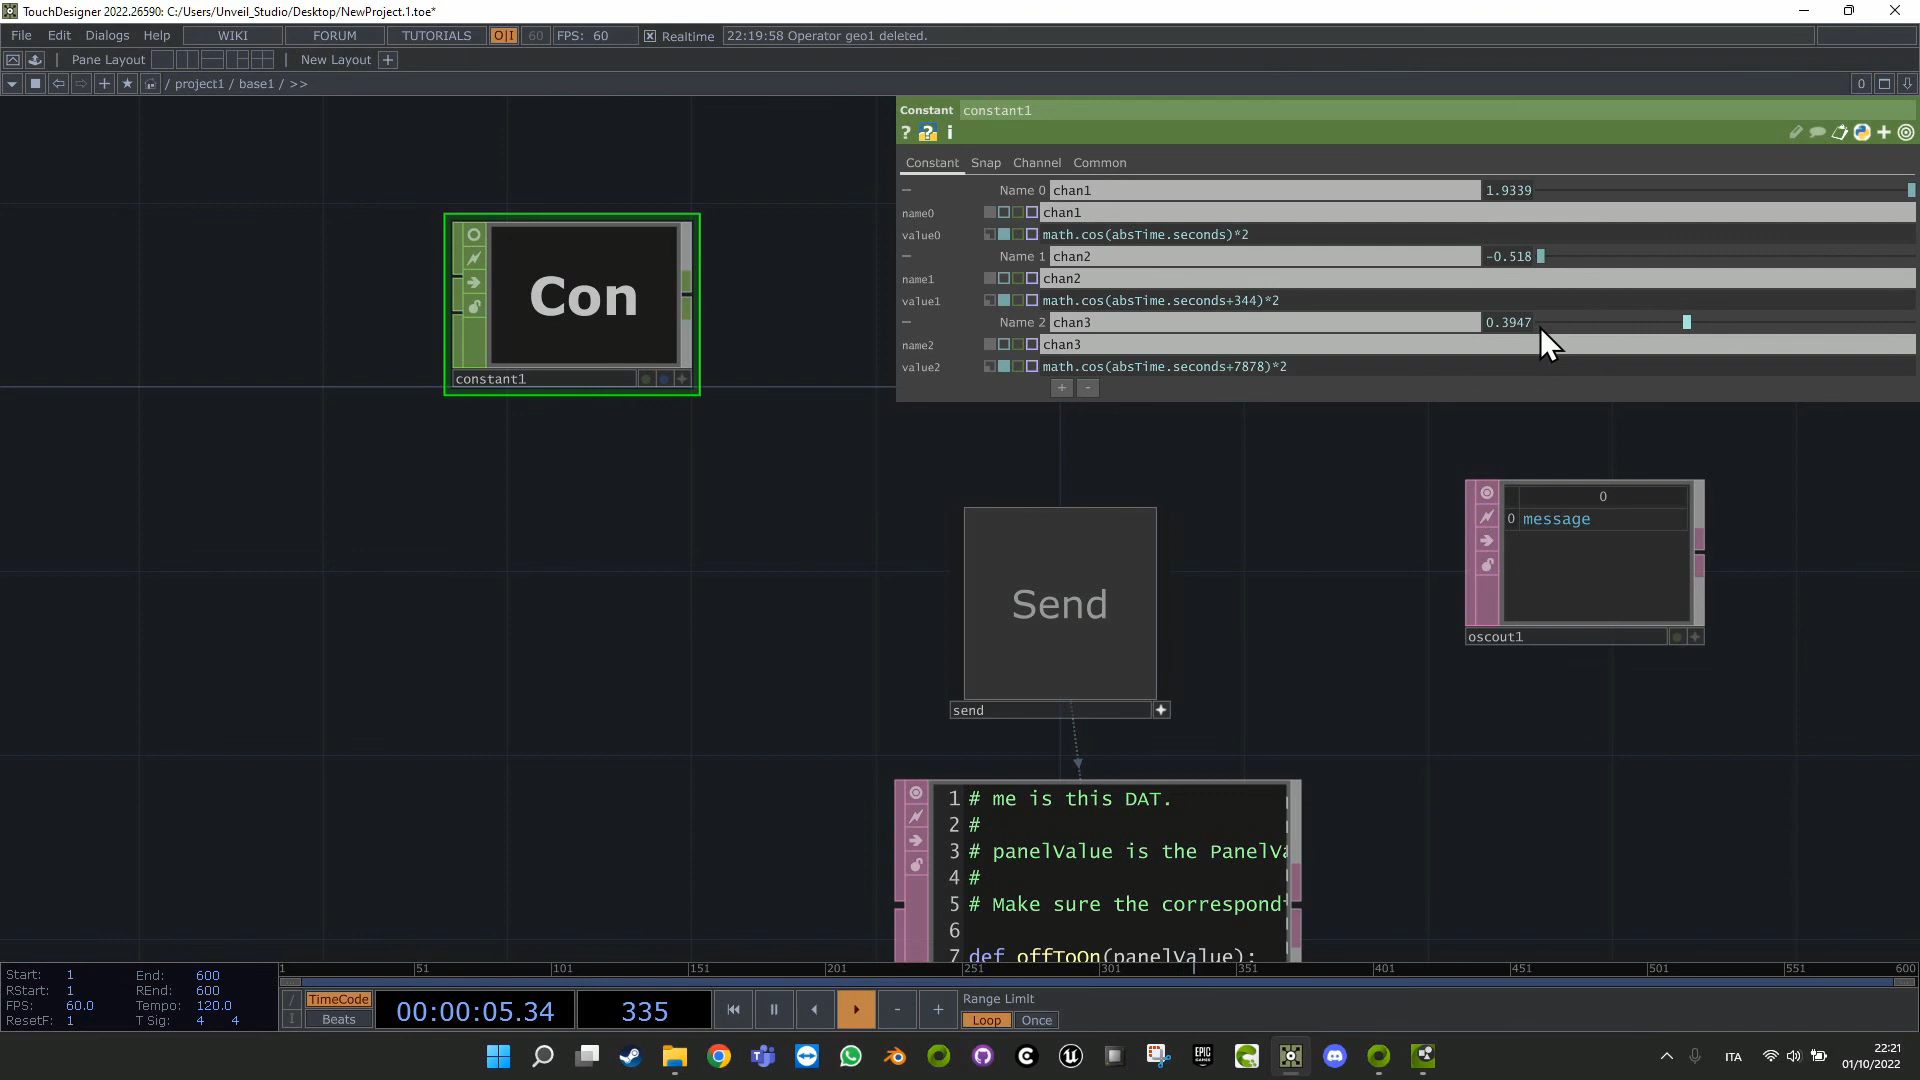 TouchDesigner 2022.26590: C:/Users/Unveil_Studio/Desktop/NewProject.1.toe*
File Edit Dialogs Help WIKI FORUM TUTORIALS O|I 60 FPS: 60 Realtime 22:19:58 Operator geo1 deleted.
Pane Layout New Layout +
/ project1 / base1 / >> 0
Constant constant1
? ? i
Constant Snap Channel Common
Name 0 chan1 1.9339
name0 chan1
value0 math.cos(absTime.seconds)*2
Name 1 chan2 -0.518
name1 chan2
value1 math.cos(absTime.seconds+344)*2
Name 2 chan3 0.3947
name2 chan3
value2 math.cos(absTime.seconds+7878)*2
+ -
Con
constant1
0
0 message
oscout1
Send
send
1 # me is this DAT.
2 #
3 # panelValue is the PanelVa
4 #
5 # Make sure the correspond
6
7 def offToOn(panelValue):
1 51 101 151 201 251 301 351 401 451 501 551 600
Start: 1 End: 600
RStart: 1 REnd: 600
FPS: 60.0 Tempo: 120.0
ResetF: 1 T Sig: 4 4
TimeCode
Beats
00:00:05.34
335
- +
Range Limit
Loop Once
ITA
22:21
01/10/2022
EPIC GAMES